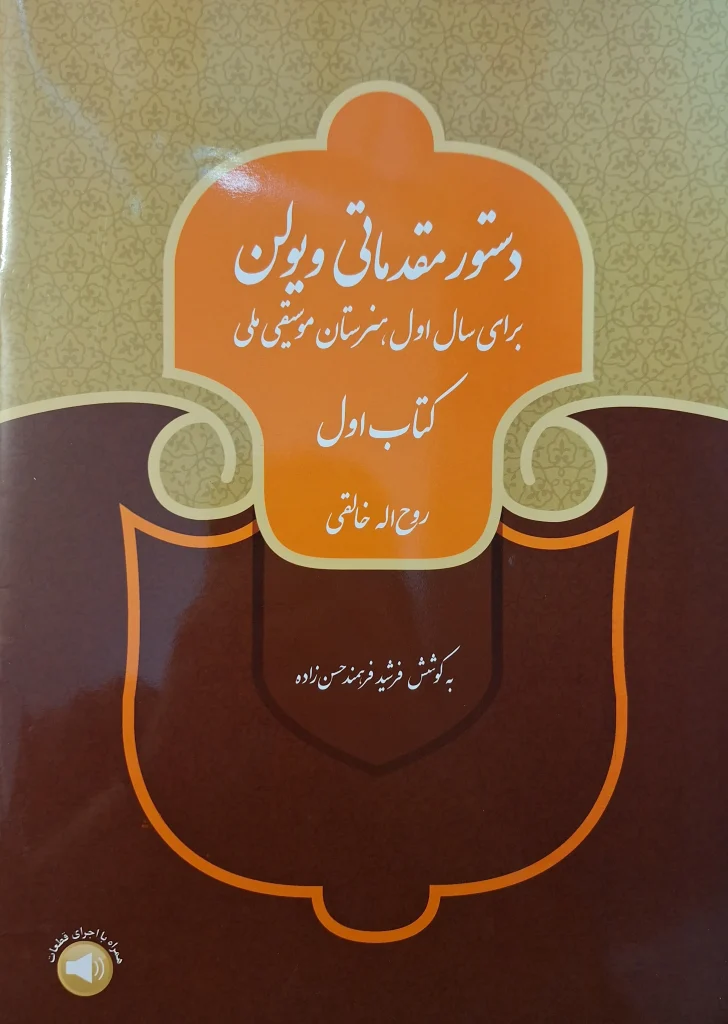 دستور مقدماتی ویولن
برای سال اول هنرستان موسیقی ملی
کتاب اول
روح‌اله خالقی
به کوشش فرشید فرهمند حسن‌زاده
همراه با اجرای قطعات